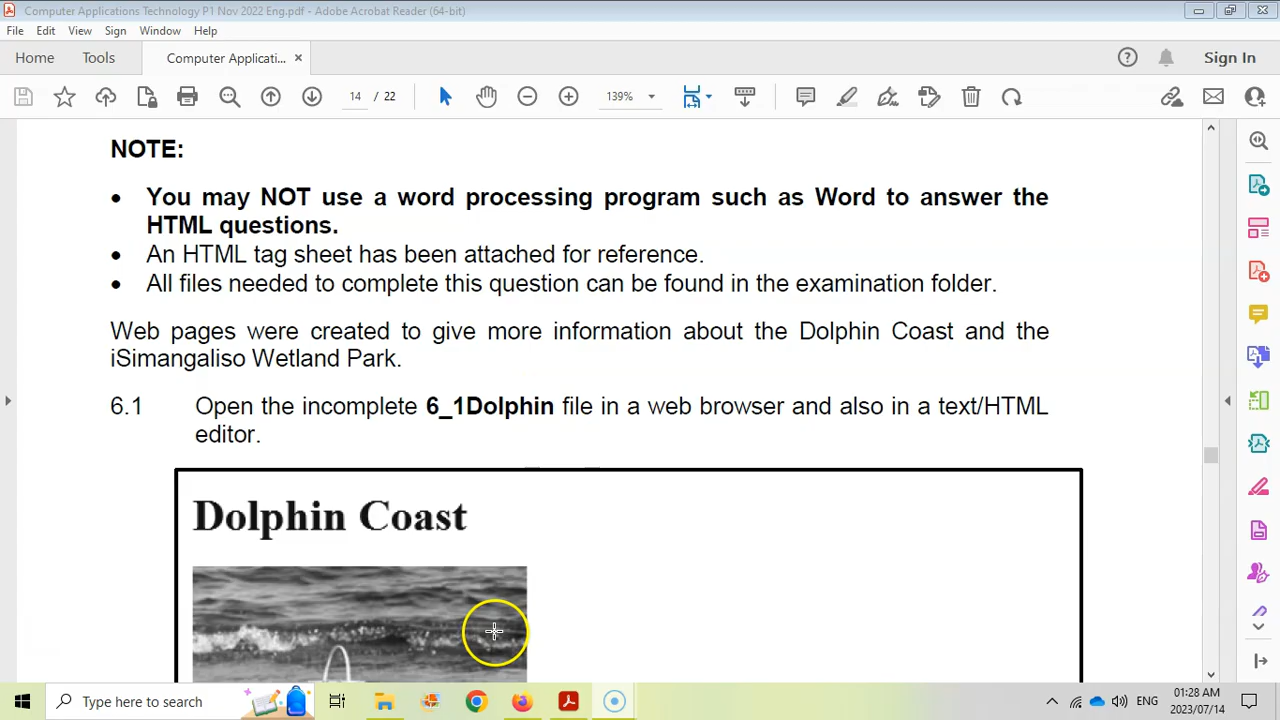 Computer Applications Technology P1 Nov 2022 Eng.pdf - Adobe Acrobat Reader (64-bit)
File Edit View Sign Window Help
Home Tools Computer Applicati... × Sign In
14 / 22 139%
NOTE:
• You may NOT use a word processing program such as Word to answer the
HTML questions.
• An HTML tag sheet has been attached for reference.
• All files needed to complete this question can be found in the examination folder.
Web pages were created to give more information about the Dolphin Coast and the
iSimangaliso Wetland Park.
6.1 Open the incomplete 6_1Dolphin file in a web browser and also in a text/HTML
editor.
Dolphin Coast
Type here to search
ENG
01:28 AM
2023/07/14